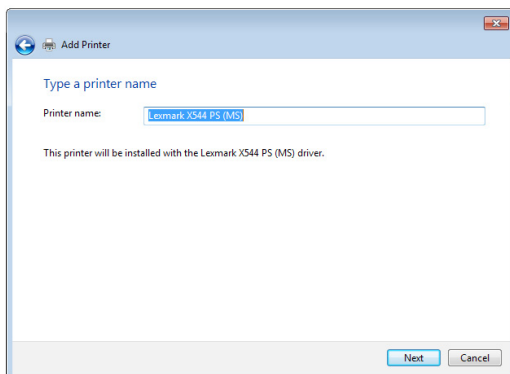 Add Printer
Type a printer name
Printer name: Lexmark X544 PS (MS)
This printer will be installed with the Lexmark X544 PS (MS) driver.
Next Cancel